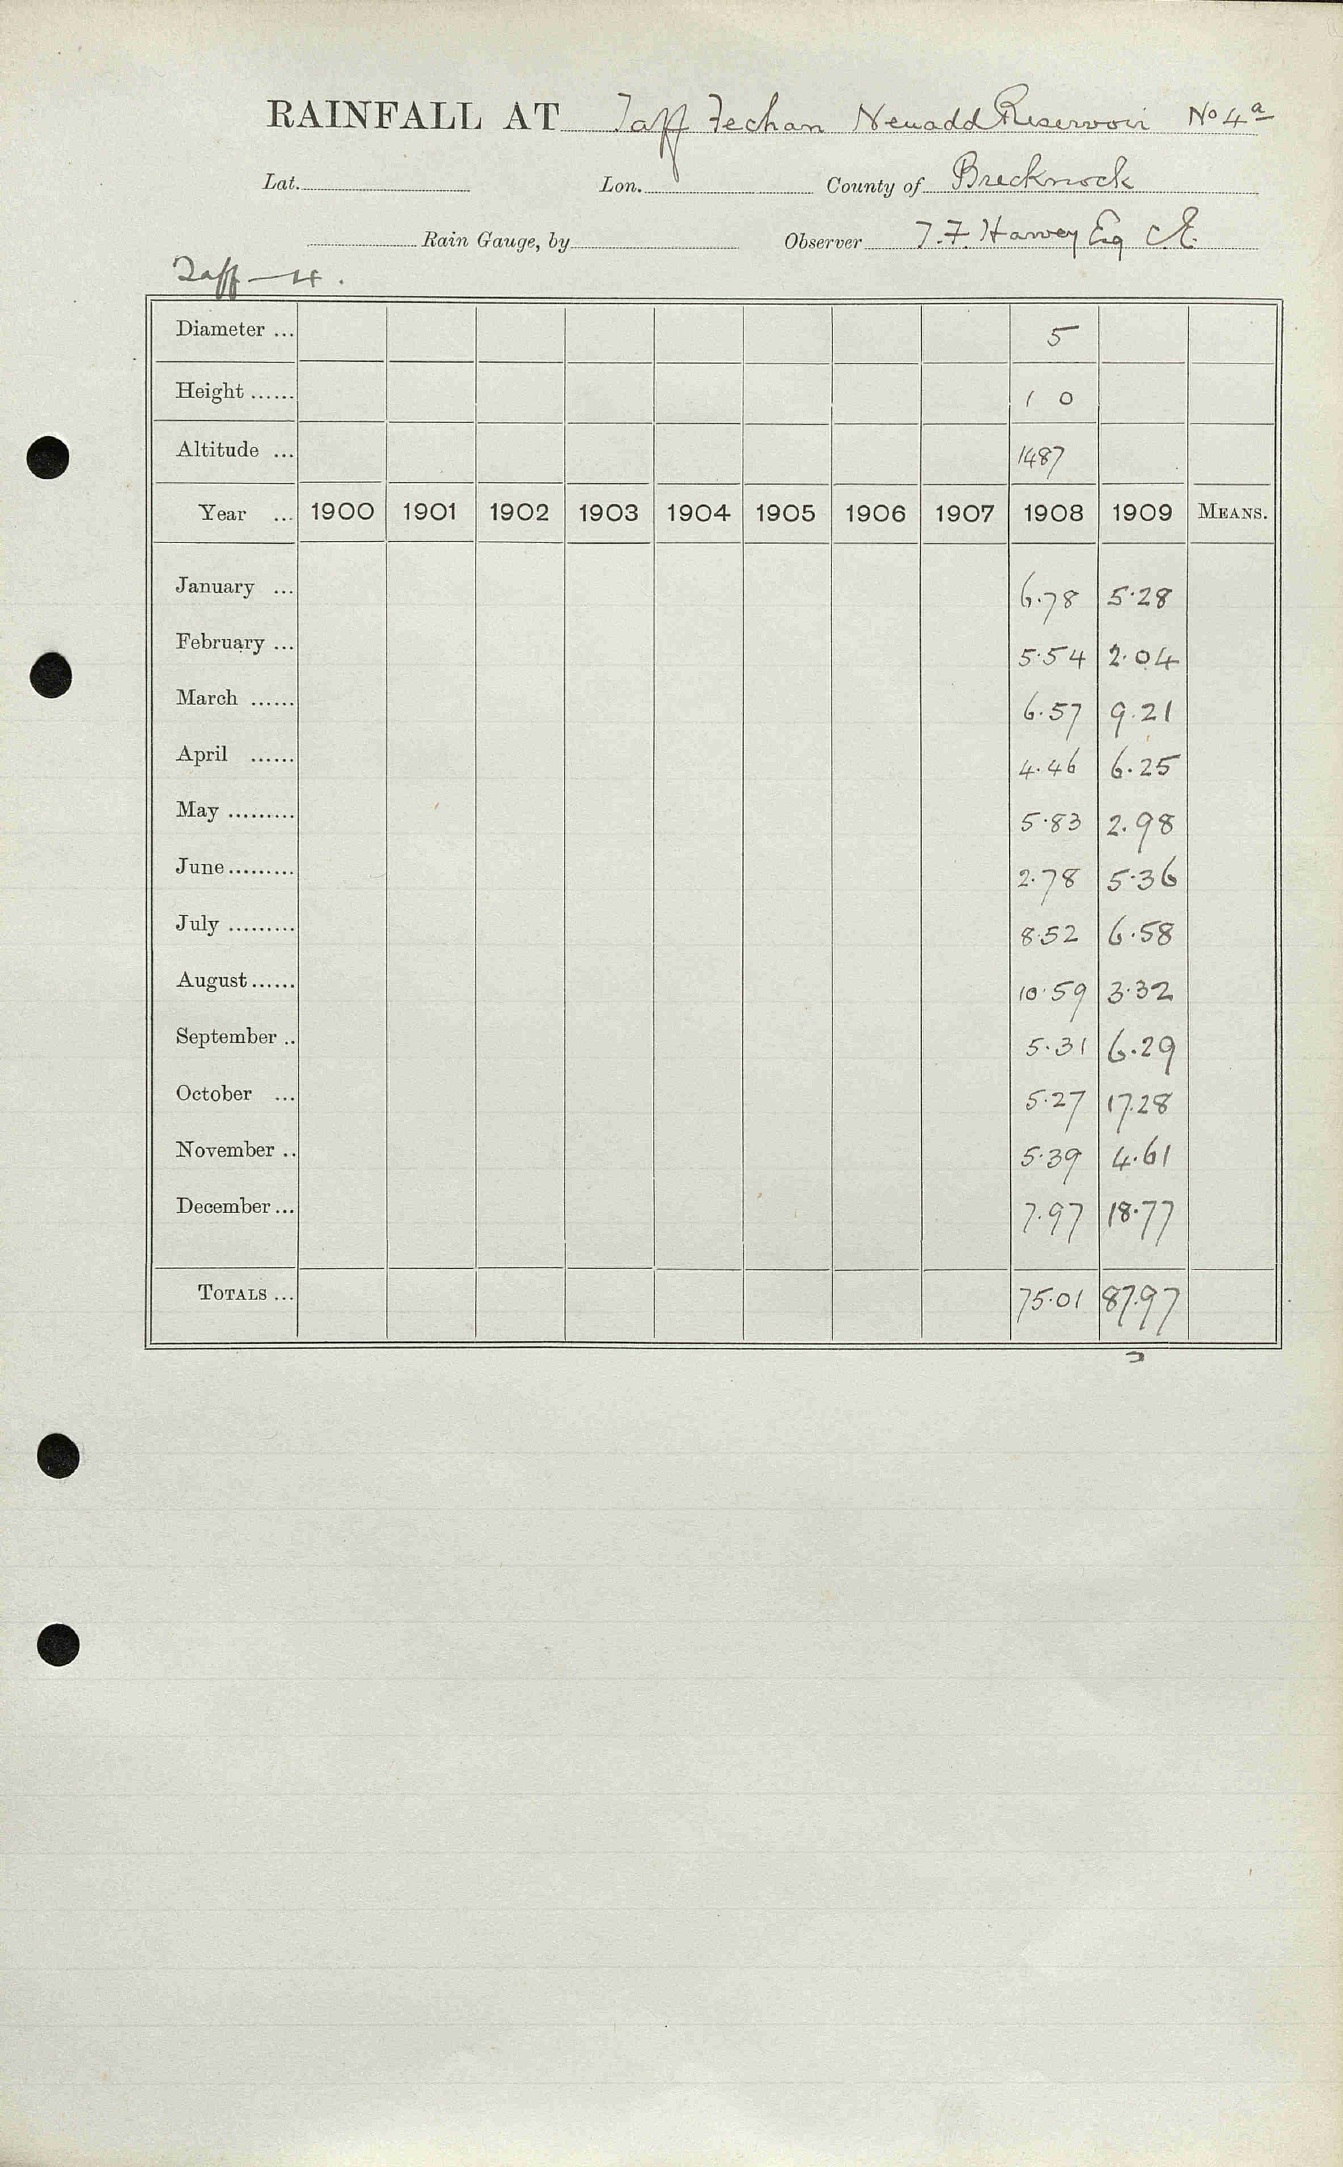 RAINFALL AT Taff Fechan Neuadd Reservoir No 4a
Lat. Lon. County of Brecknock
Rain Gauge, by Observer T. F. Harvey Esq C.E.
Taff — 4.
Diameter ... 5
Height ...... 1 0
Altitude ... 1487
Year ... 1900 1901 1902 1903 1904 1905 1906 1907 1908 1909 MEANS.
January ... 6.78 5.28
February ... 5.54 2.04
March ...... 6.57 9.21
April ...... 4.46 6.25
May ......... 5.83 2.98
June ......... 2.78 5.36
July ......... 8.52 6.58
August ...... 10.59 3.32
September .. 5.31 6.29
October ... 5.27 17.28
November .. 5.39 4.61
December ... 7.97 18.77
TOTALS ... 75.01 87.97